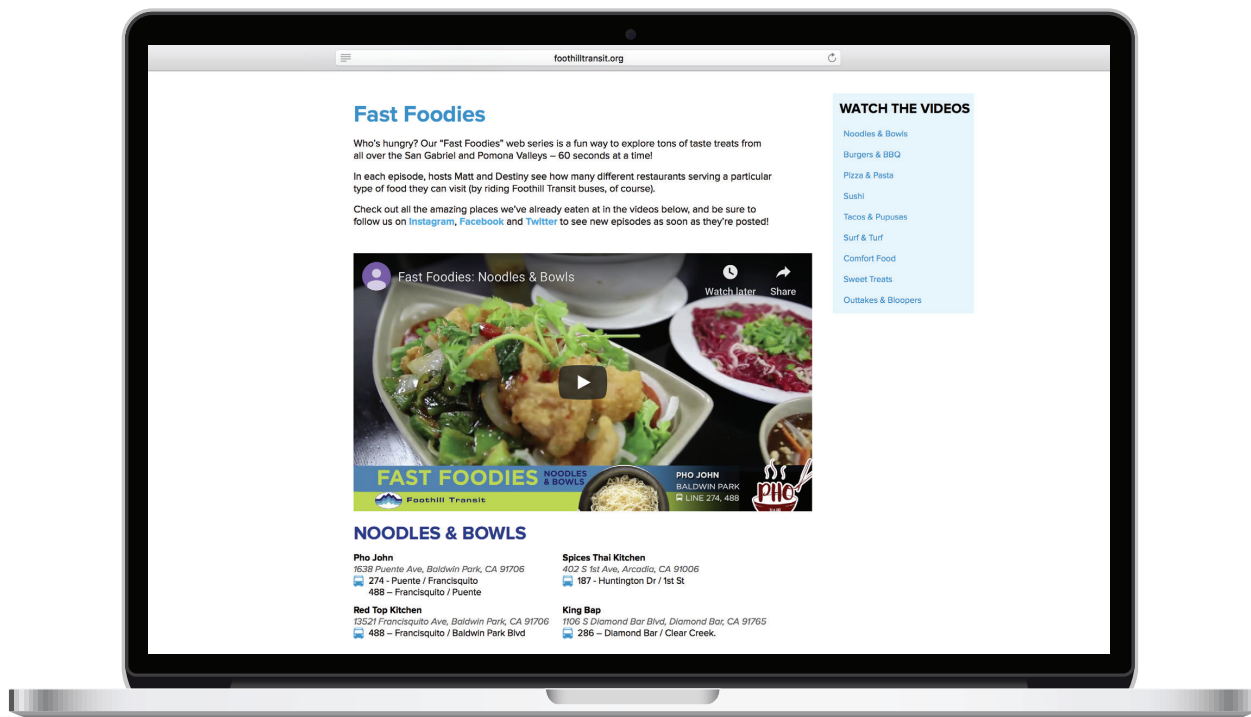 foothilltransit.org
Fast Foodies
Who's hungry? Our “Fast Foodies” web series is a fun way to explore tons of taste treats from
all over the San Gabriel and Pomona Valleys – 60 seconds at a time!
In each episode, hosts Matt and Destiny see how many different restaurants serving a particular
type of food they can visit (by riding Foothill Transit buses, of course).
Check out all the amazing places we've already eaten at in the videos below, and be sure to
follow us on Instagram, Facebook and Twitter to see new episodes as soon as they're posted!
WATCH THE VIDEOS
Noodles & Bowls
Burgers & BBQ
Pizza & Pasta
Sushi
Tacos & Pupusas
Surf & Turf
Comfort Food
Sweet Treats
Outtakes & Bloopers
Fast Foodies: Noodles & Bowls
Watch later
Share
FAST FOODIES
NOODLES
& BOWLS
Foothill Transit
PHO JOHN
BALDWIN PARK
LINE 274, 488
PHO
NOODLES & BOWLS
Pho John
1638 Puente Ave, Baldwin Park, CA 91706
274 - Puente / Francisquito
488 – Francisquito / Puente
Spices Thai Kitchen
402 S 1st Ave, Arcadia, CA 91006
187 - Huntington Dr / 1st St
Red Top Kitchen
13521 Francisquito Ave, Baldwin Park, CA 91706
488 – Francisquito / Baldwin Park Blvd
King Bap
1106 S Diamond Bar Blvd, Diamond Bar, CA 91765
286 – Diamond Bar / Clear Creek.